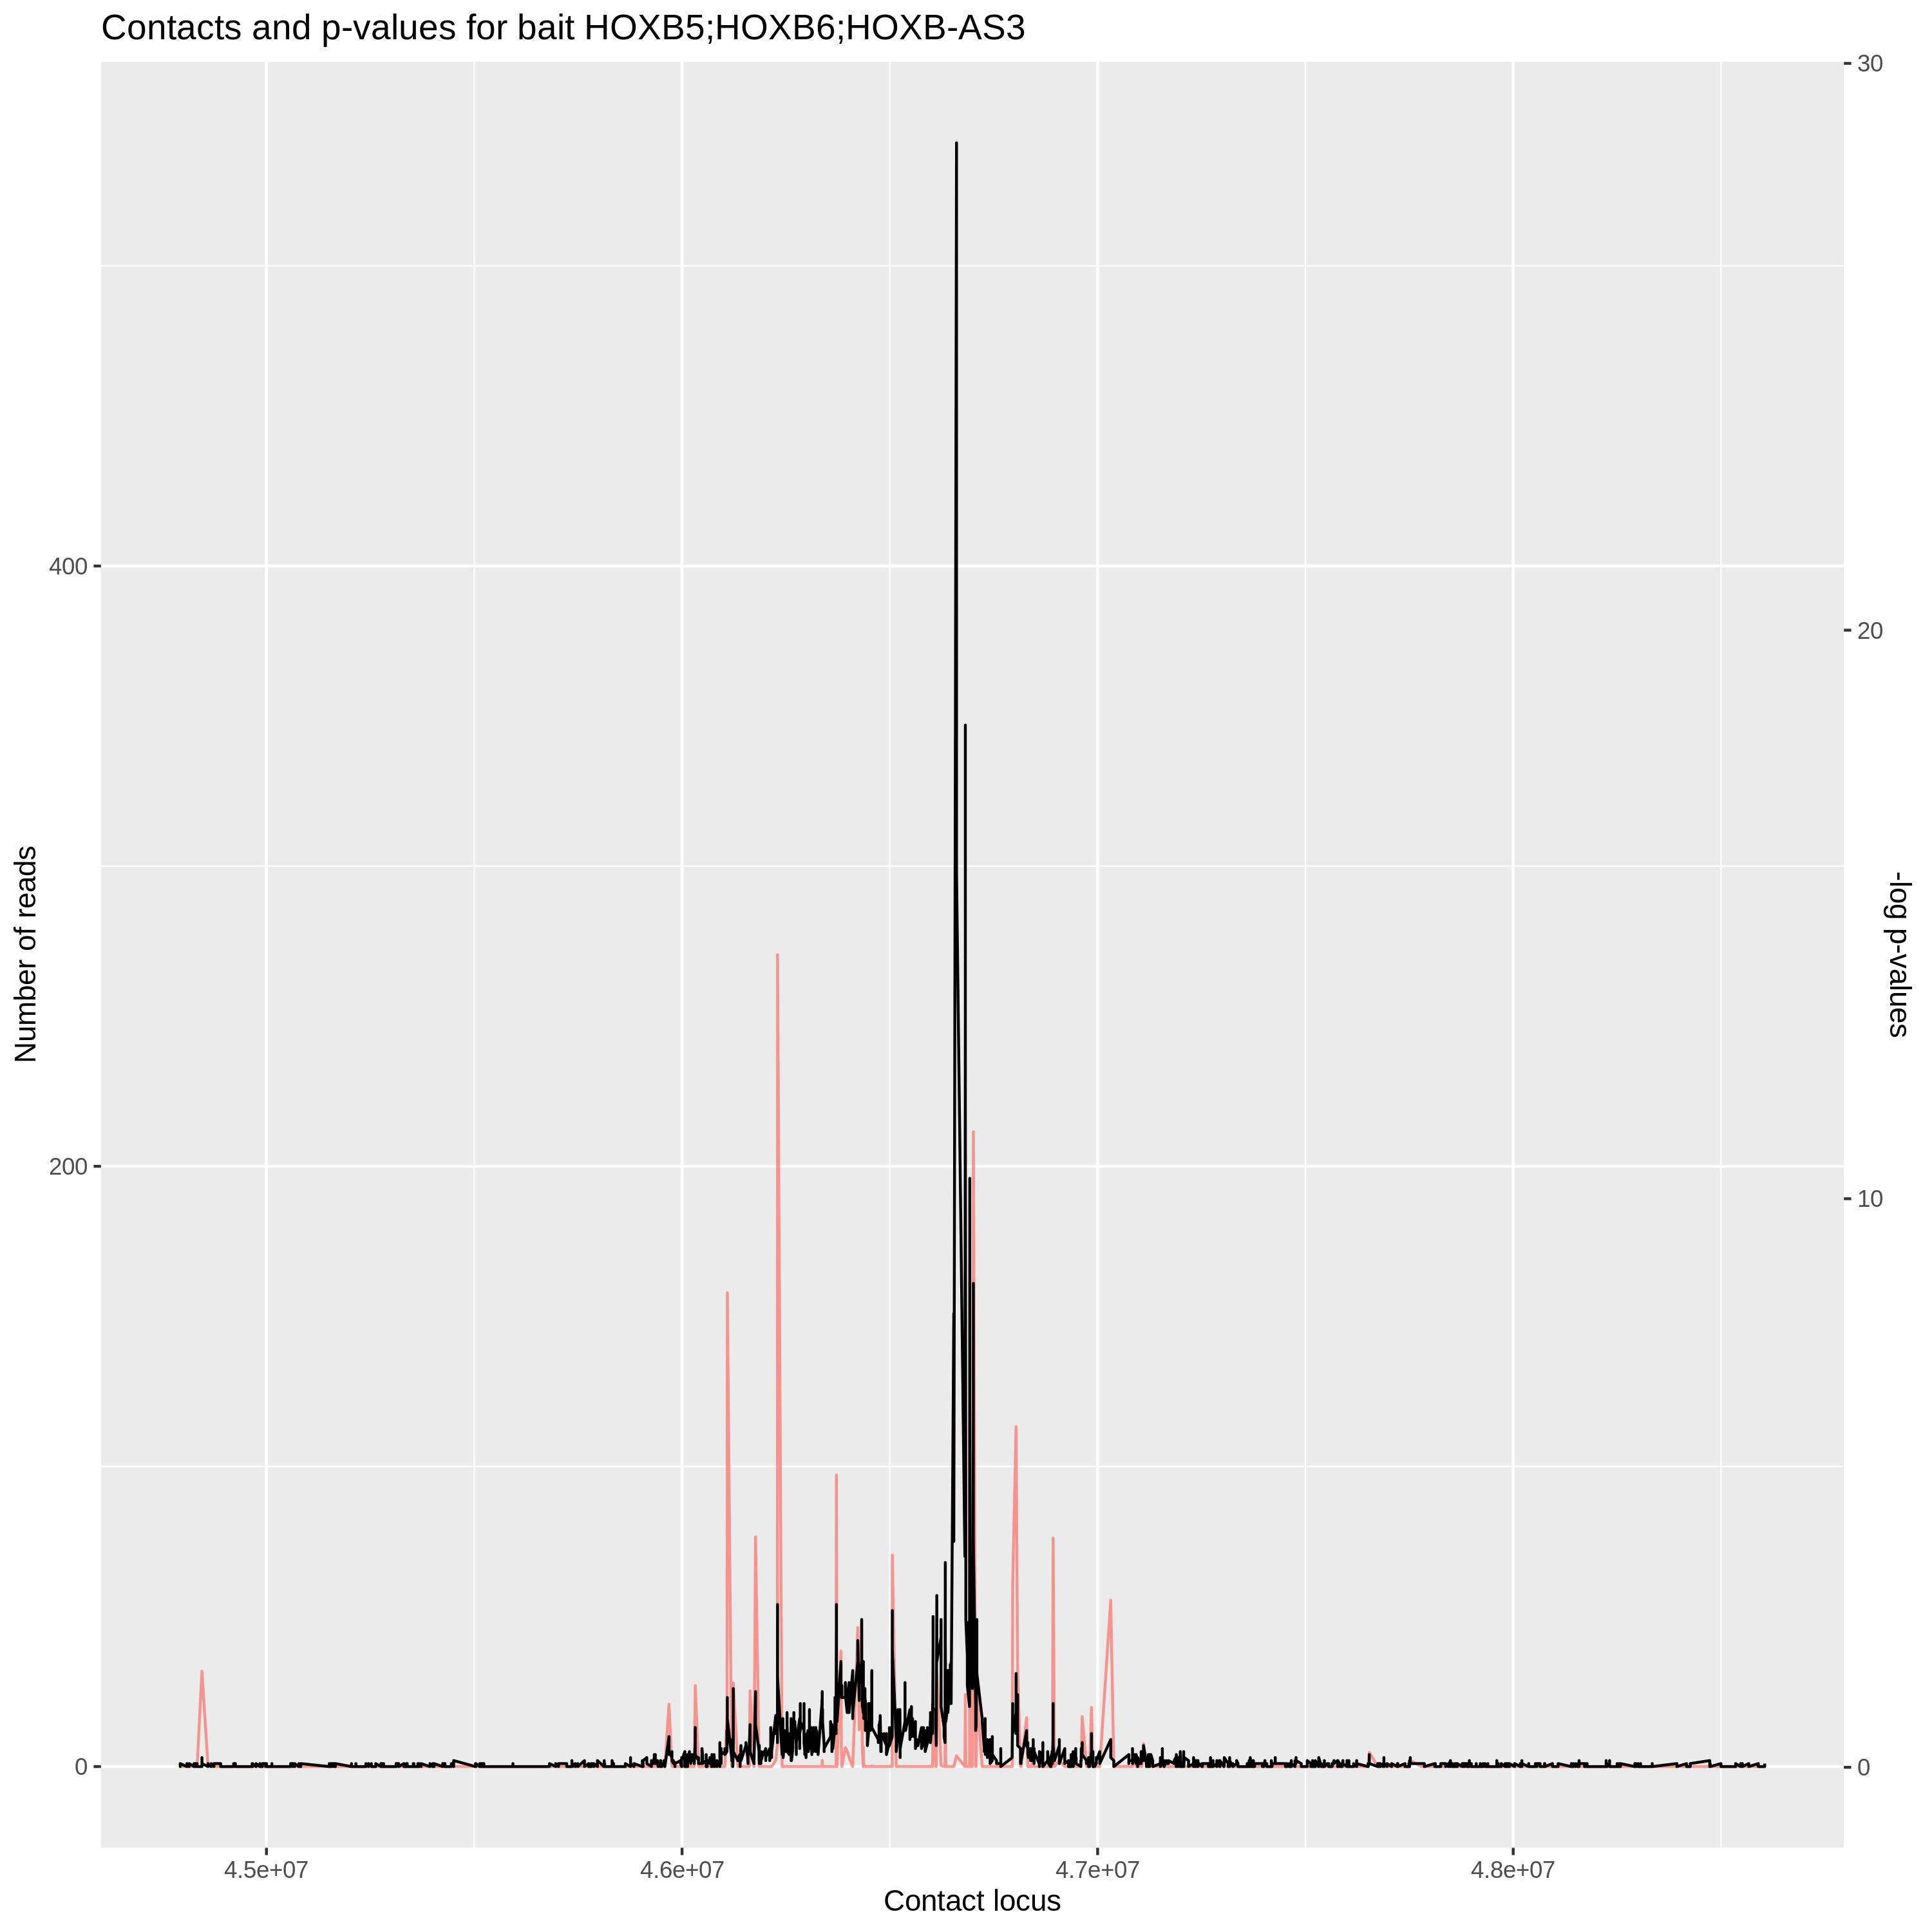 Contacts and p-values for bait HOXB5;HOXB6;HOXB-AS3
30
400
20
Number of reads
-log p-values
200
10
0
0
4.5e+07
4.6e+07
4.7e+07
4.8e+07
Contact locus